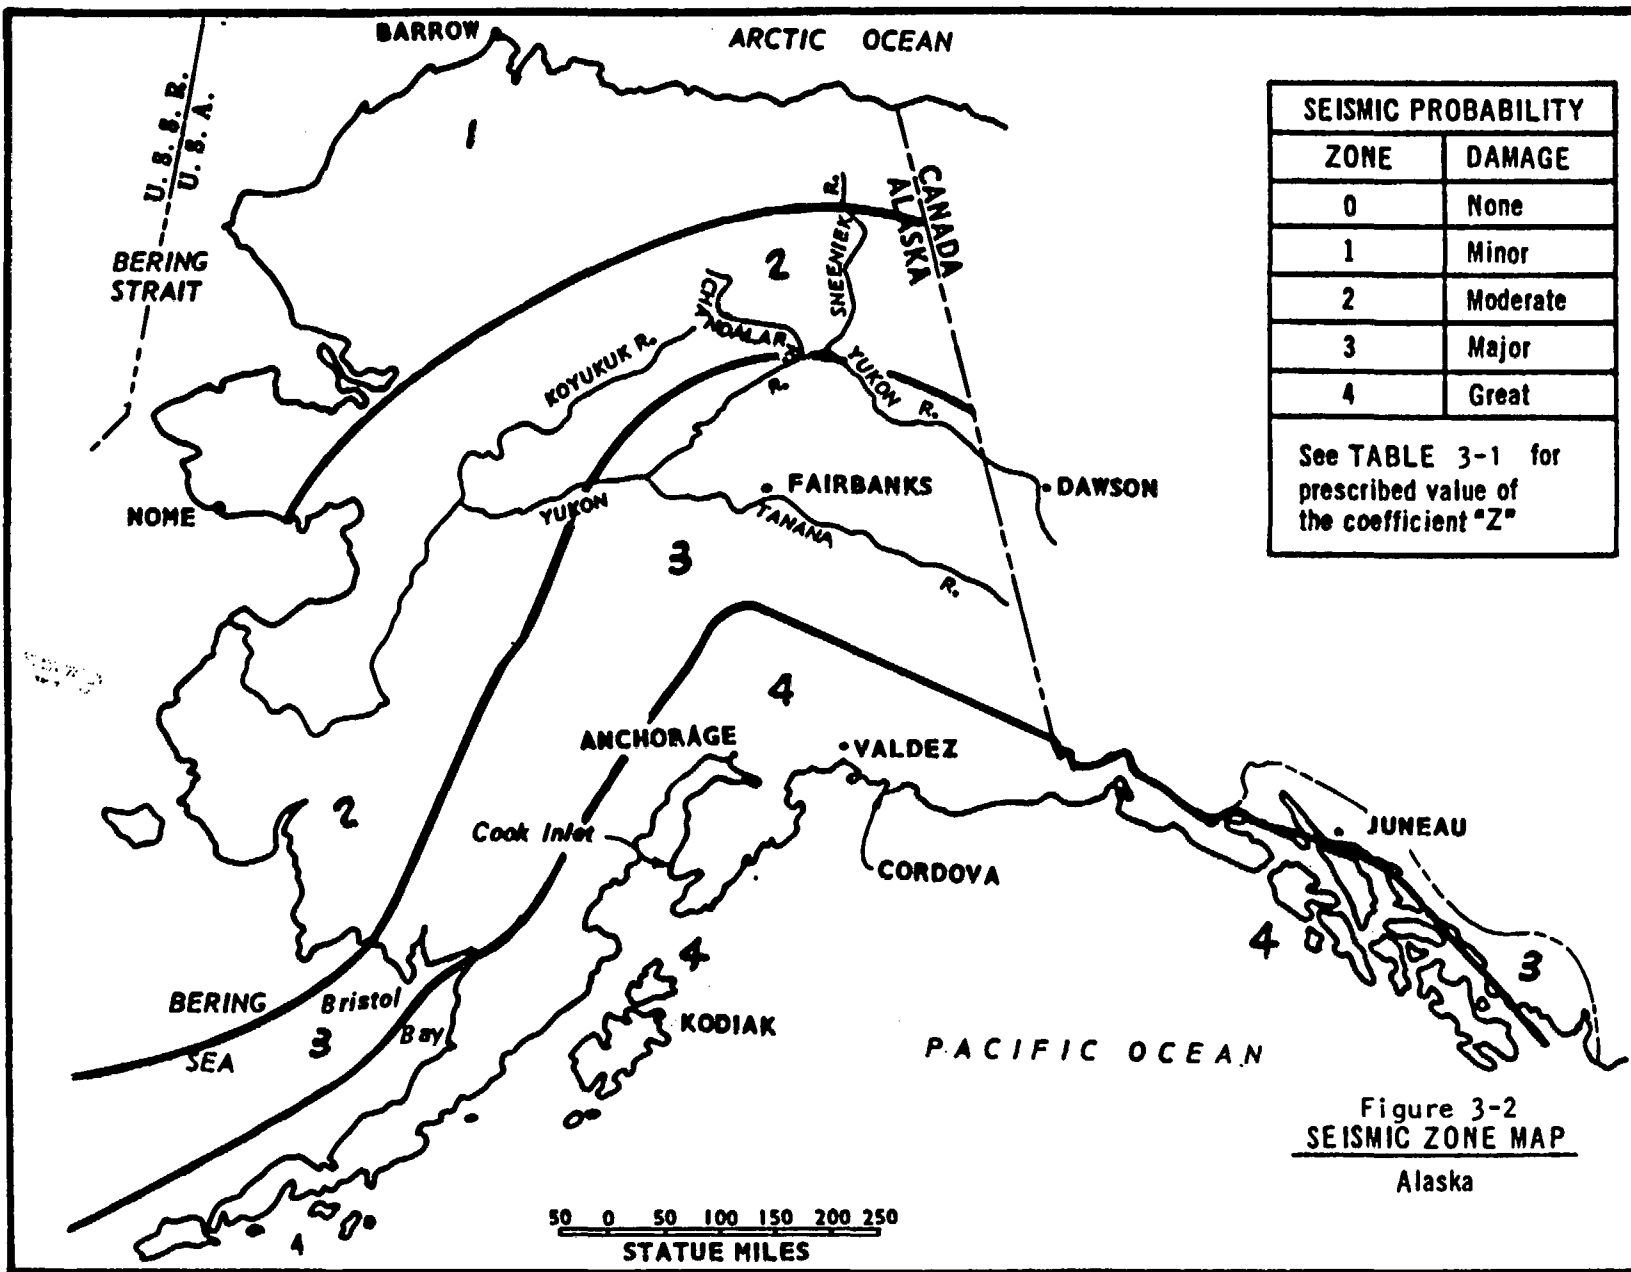 BARROW
ARCTIC OCEAN
U. S. S. R.
U. S. A.
1
BERING
STRAIT
CANADA
ALASKA
SHEENIEK R.
2
CHANDALAR R.
KOYUKUK R.
YUKON R.
R.
NOME
YUKON
FAIRBANKS
DAWSON
TANANA R.
3
4
ANCHORAGE
VALDEZ
2
Cook Inlet
CORDOVA
JUNEAU
4
4
3
BERING
SEA
Bristol
Bay
3
KODIAK
PACIFIC OCEAN
4
50 0 50 100 150 200 250
STATUE MILES
SEISMIC PROBABILITY
ZONE DAMAGE
0 None
1 Minor
2 Moderate
3 Major
4 Great
See TABLE 3-1 for
prescribed value of
the coefficient "Z"
Figure 3-2
SEISMIC ZONE MAP
Alaska